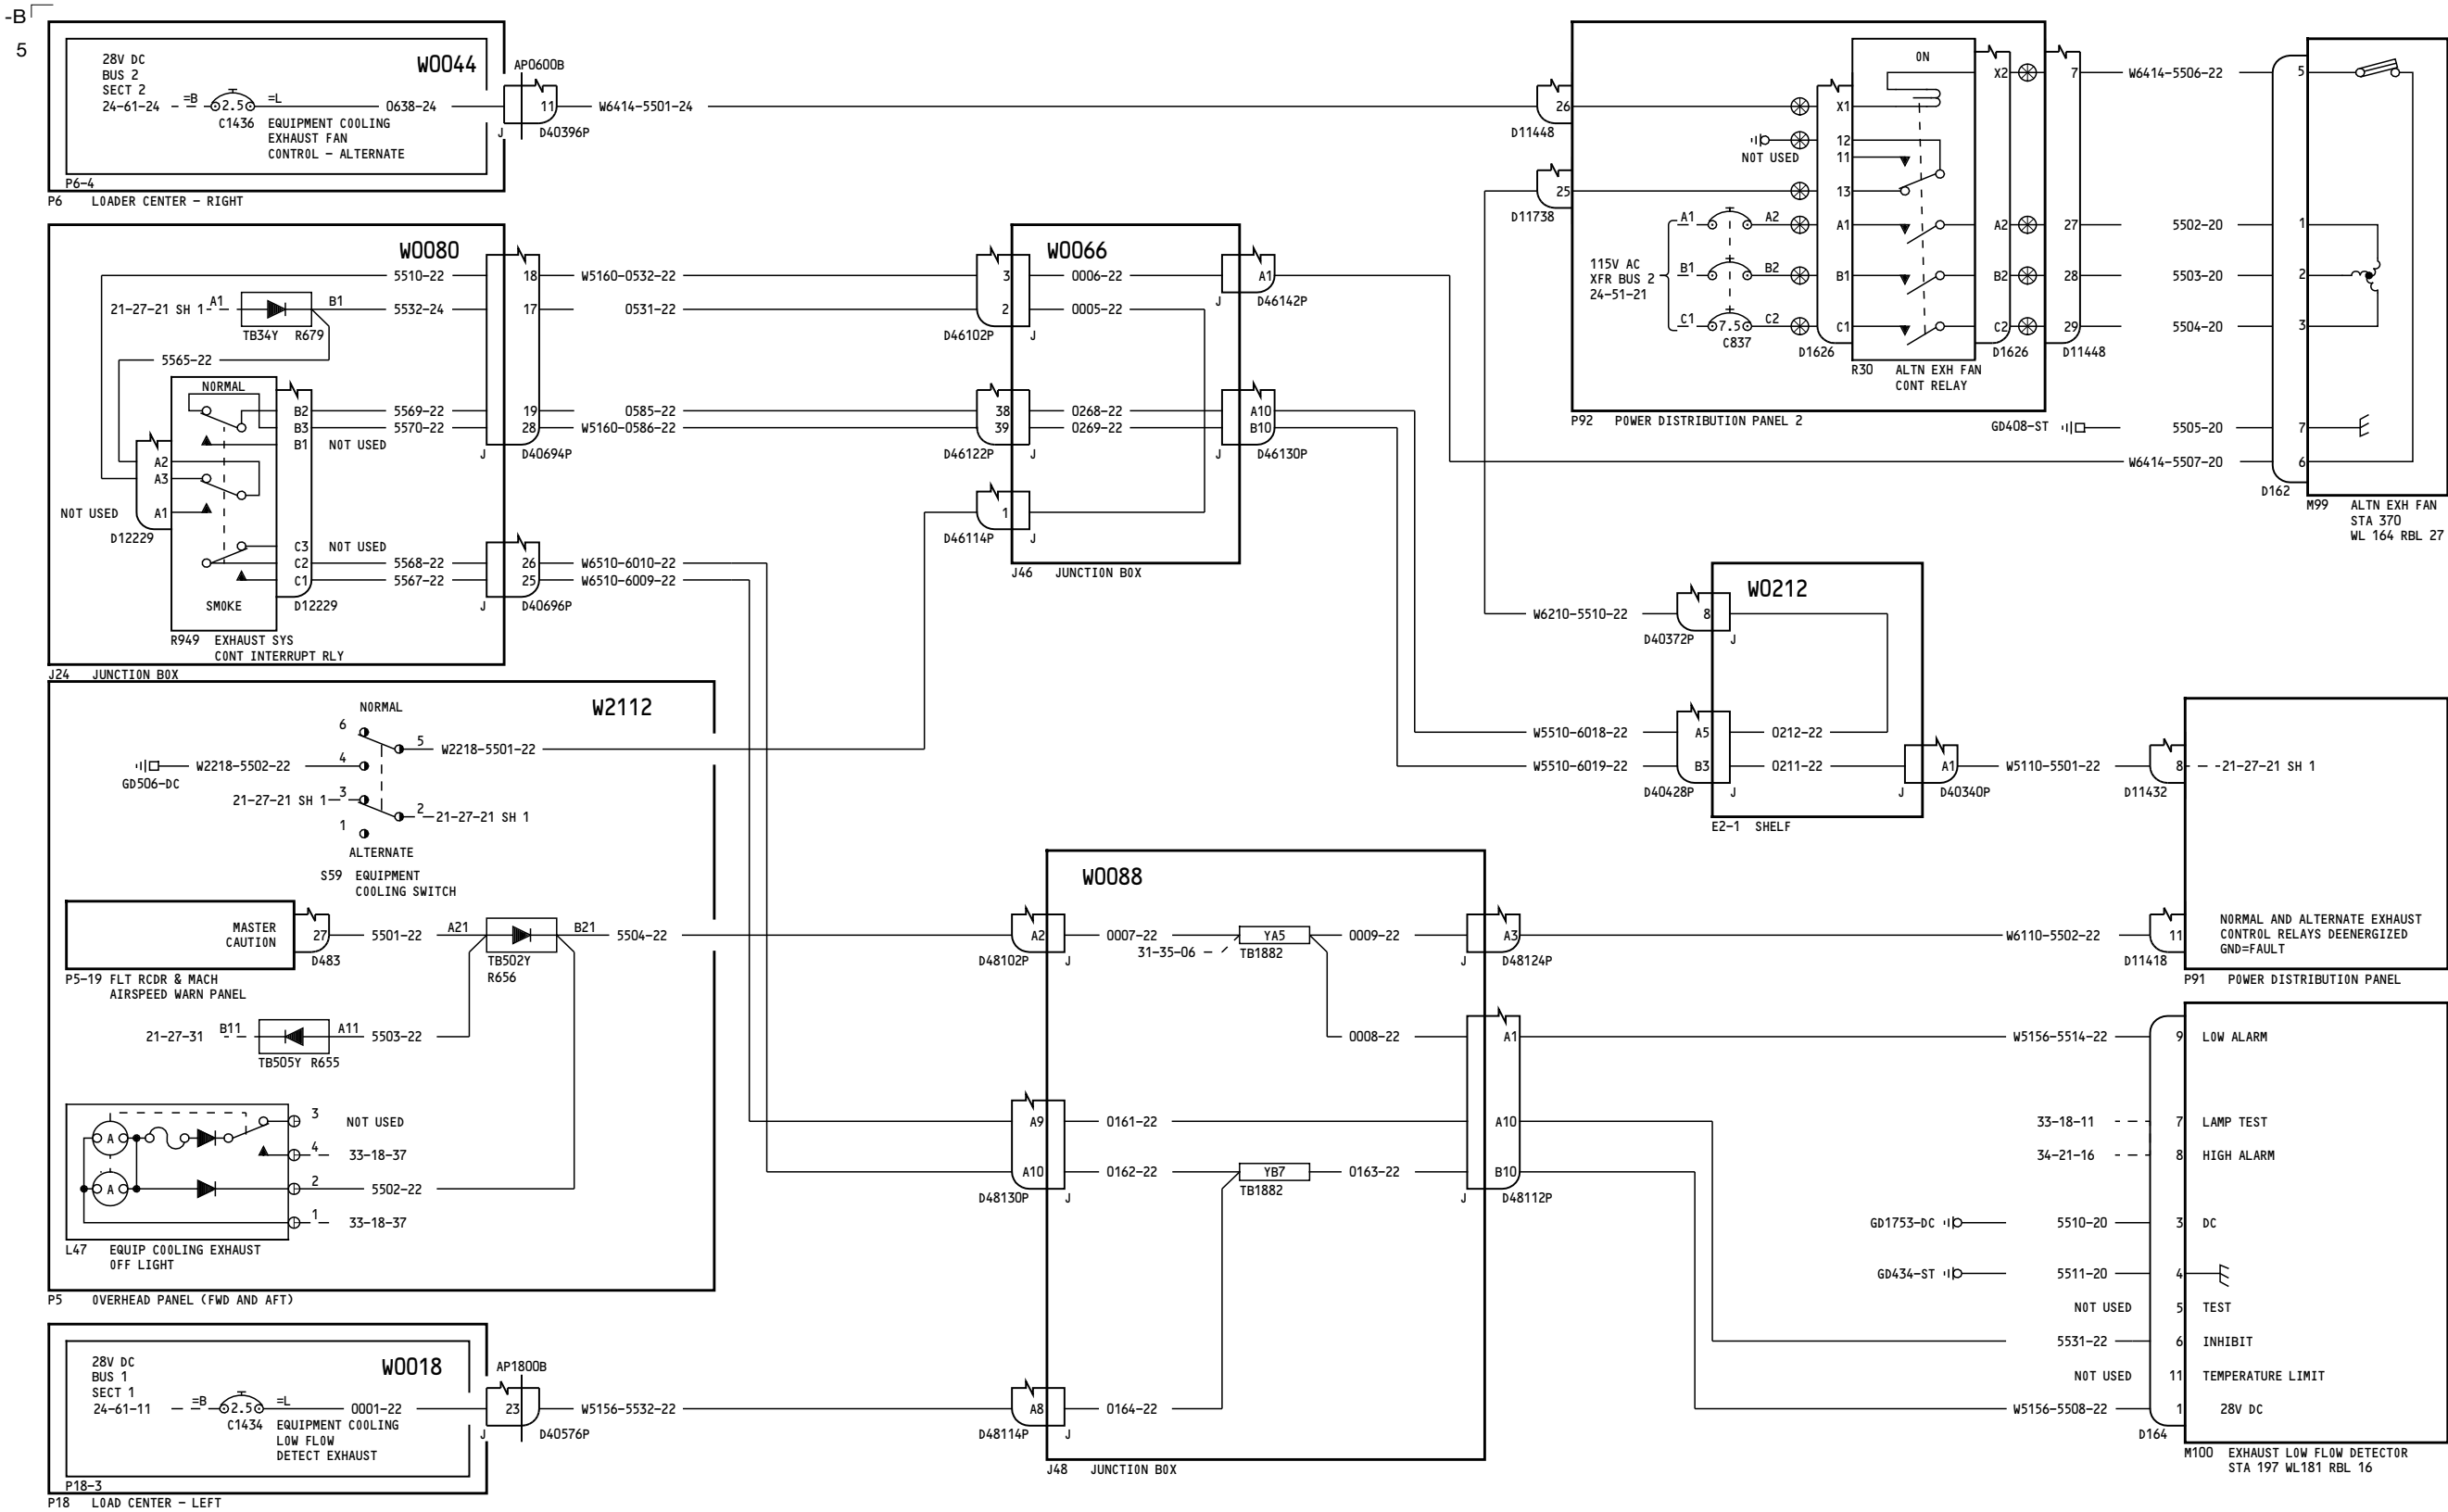 -B
5
28V DC
BUS 2
SECT 2
24-61-24
=B
2.5
=L
C1436
EQUIPMENT COOLING
EXHAUST FAN
CONTROL - ALTERNATE
W0044
0638-24
P6-4
P6 LOADER CENTER - RIGHT
AP0600B
11
J
D40396P
W6414-5501-24
26
D11448
25
D11738
X1
NOT USED
12
11
13
A1
A2
A1
B1
B2
B1
C1
7.5
C2
C1
C837
115V AC
XFR BUS 2
24-51-21
D1626
ON
X2
A2
B2
C2
D1626
R30 ALTN EXH FAN
CONT RELAY
7
27
28
29
D11448
P92 POWER DISTRIBUTION PANEL 2
W6414-5506-22
5502-20
5503-20
5504-20
GD408-ST
5505-20
W6414-5507-20
5
1
2
3
7
6
D162
M99 ALTN EXH FAN
STA 370
WL 164 RBL 27
W0080
5510-22
21-27-21 SH 1
A1
B1
5532-24
TB34Y R679
5565-22
NORMAL
B2
B3
B1
5569-22
5570-22
NOT USED
A2
A3
A1
NOT USED
D12229
C3
C2
C1
NOT USED
5568-22
5567-22
SMOKE
D12229
R949 EXHAUST SYS
CONT INTERRUPT RLY
J24 JUNCTION BOX
18
17
19
28
J
D40694P
26
25
J
D40696P
W5160-0532-22
0531-22
0585-22
W5160-0586-22
W6510-6010-22
W6510-6009-22
W0066
3
2
D46102P
J
0006-22
0005-22
A1
J
D46142P
38
39
D46122P
J
0268-22
0269-22
A10
B10
J
D46130P
1
D46114P
J
J46 JUNCTION BOX
W0212
W6210-5510-22
8
D40372P
J
W5510-6018-22
A5
0212-22
W5510-6019-22
B3
0211-22
D40428P
J
A1
J
D40340P
E2-1 SHELF
W5110-5501-22
8
21-27-21 SH 1
D11432
W2112
NORMAL
6
5
W2218-5501-22
GD506-DC
W2218-5502-22
4
21-27-21 SH 1
3
2
21-27-21 SH 1
1
ALTERNATE
S59 EQUIPMENT
COOLING SWITCH
MASTER
CAUTION
27
D483
5501-22
A21
B21
5504-22
TB502Y
R656
P5-19 FLT RCDR & MACH
AIRSPEED WARN PANEL
21-27-31
B11
A11
5503-22
TB505Y R655
A
A
3
NOT USED
4
33-18-37
2
5502-22
1
33-18-37
L47 EQUIP COOLING EXHAUST
OFF LIGHT
P5 OVERHEAD PANEL (FWD AND AFT)
W0088
A2
D48102P
J
0007-22
31-35-06
YA5
TB1882
0009-22
0008-22
A3
J
D48124P
A1
A9
A10
D48130P
J
0161-22
0162-22
YB7
TB1882
0163-22
A10
B10
J
D48112P
A8
D48114P
J
0164-22
J48 JUNCTION BOX
W6110-5502-22
11
D11418
NORMAL AND ALTERNATE EXHAUST
CONTROL RELAYS DEENERGIZED
GND=FAULT
P91 POWER DISTRIBUTION PANEL
W5156-5514-22
9 LOW ALARM
33-18-11
7 LAMP TEST
34-21-16
8 HIGH ALARM
GD1753-DC
5510-20
3 DC
GD434-ST
5511-20
4
NOT USED
5 TEST
5531-22
6 INHIBIT
NOT USED
11 TEMPERATURE LIMIT
W5156-5508-22
1 28V DC
D164
M100 EXHAUST LOW FLOW DETECTOR
STA 197 WL181 RBL 16
28V DC
BUS 1
SECT 1
24-61-11
=B
2.5
=L
C1434
EQUIPMENT COOLING
LOW FLOW
DETECT EXHAUST
W0018
0001-22
P18-3
P18 LOAD CENTER - LEFT
AP1800B
23
J
D40576P
W5156-5532-22